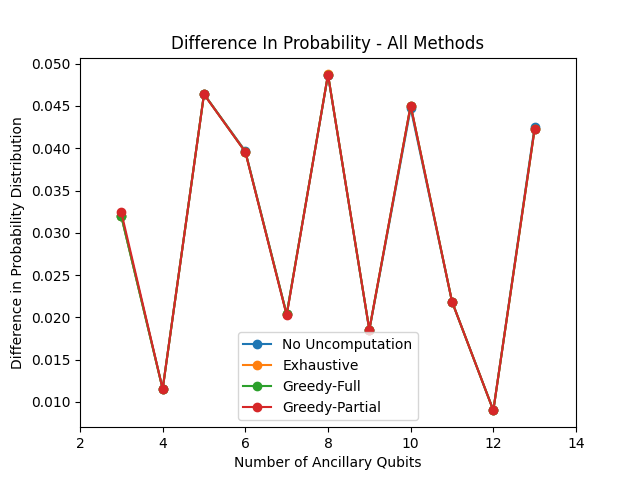 Difference In Probability - All Methods
0.050
0.045
0.040
0.035
0.030
0.025
0.020
0.015
0.010
Difference in Probability Distribution
No Uncomputation
Exhaustive
Greedy-Full
Greedy-Partial
2 4 6 8 10 12 14
Number of Ancillary Qubits